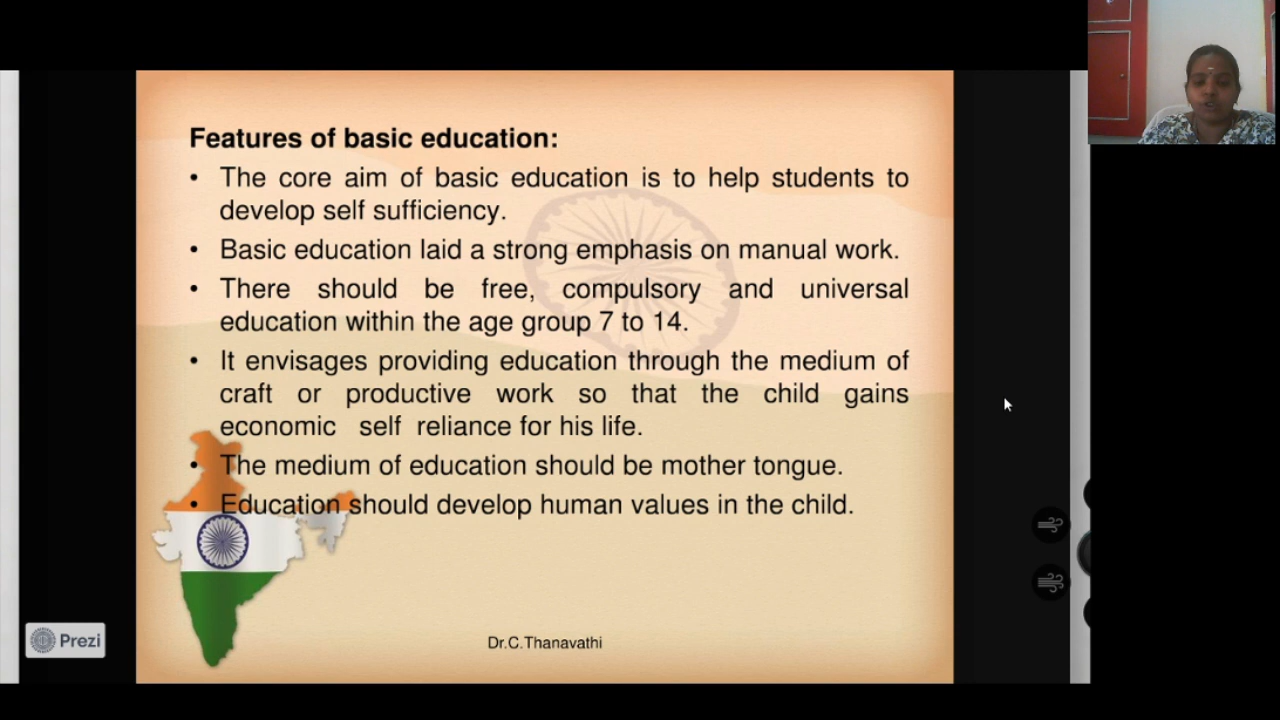 Features of basic education:
• The core aim of basic education is to help students to
develop self sufficiency.
• Basic education laid a strong emphasis on manual work.
• There should be free, compulsory and universal
education within the age group 7 to 14.
• It envisages providing education through the medium of
craft or productive work so that the child gains
economic self reliance for his life.
• The medium of education should be mother tongue.
• Education should develop human values in the child.
Dr.C.Thanavathi
Prezi